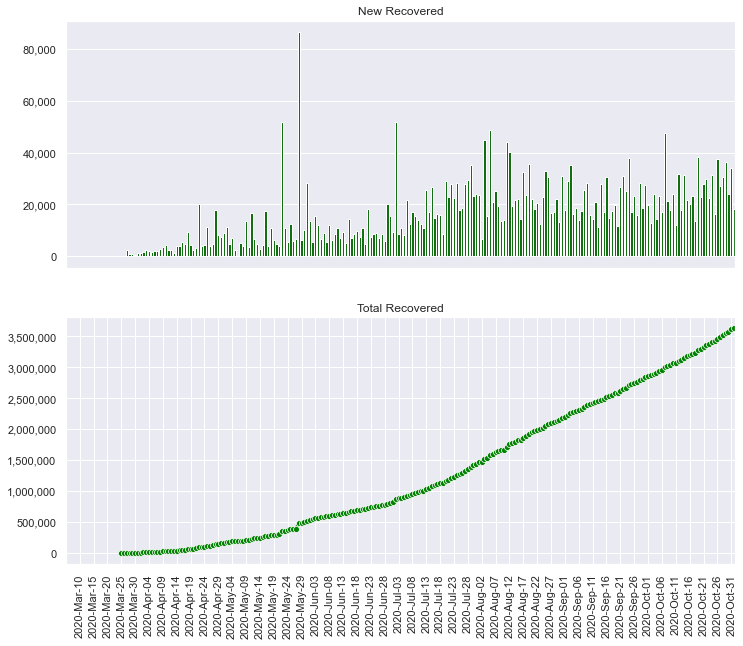 New Recovered
80,000
60,000
40,000
20,000
0
Total Recovered
3,500,000
3,000,000
2,500,000
2,000,000
1,500,000
1,000,000
500,000
0
2020-Mar-10
2020-Mar-15
2020-Mar-20
2020-Mar-25
2020-Mar-30
2020-Apr-04
2020-Apr-09
2020-Apr-14
2020-Apr-19
2020-Apr-24
2020-Apr-29
2020-May-04
2020-May-09
2020-May-14
2020-May-19
2020-May-24
2020-May-29
2020-Jun-03
2020-Jun-08
2020-Jun-13
2020-Jun-18
2020-Jun-23
2020-Jun-28
2020-Jul-03
2020-Jul-08
2020-Jul-13
2020-Jul-18
2020-Jul-23
2020-Jul-28
2020-Aug-02
2020-Aug-07
2020-Aug-12
2020-Aug-17
2020-Aug-22
2020-Aug-27
2020-Sep-01
2020-Sep-06
2020-Sep-11
2020-Sep-16
2020-Sep-21
2020-Sep-26
2020-Oct-01
2020-Oct-06
2020-Oct-11
2020-Oct-16
2020-Oct-21
2020-Oct-26
2020-Oct-31